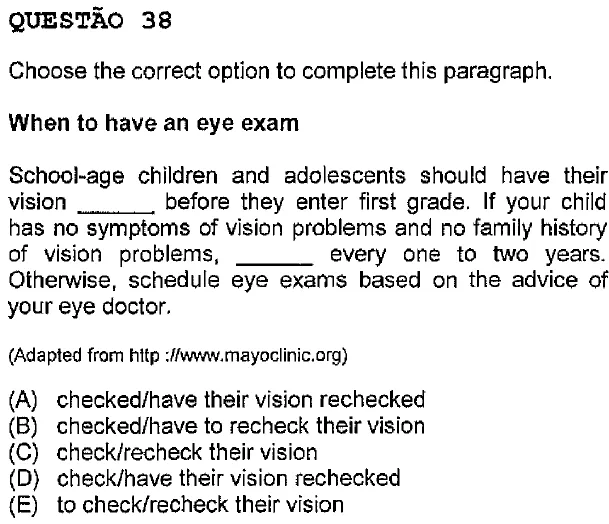 QUESTÃO 38
Choose the correct option to complete this paragraph.
When to have an eye exam
School-age children and adolescents should have their
vision ______ before they enter first grade. If your child
has no symptoms of vision problems and no family history
of vision problems, ______ every one to two years.
Otherwise, schedule eye exams based on the advice of
your eye doctor.
(Adapted from http ://www.mayoclinic.org)
(A) checked/have their vision rechecked
(B) checked/have to recheck their vision
(C) check/recheck their vision
(D) check/have their vision rechecked
(E) to check/recheck their vision